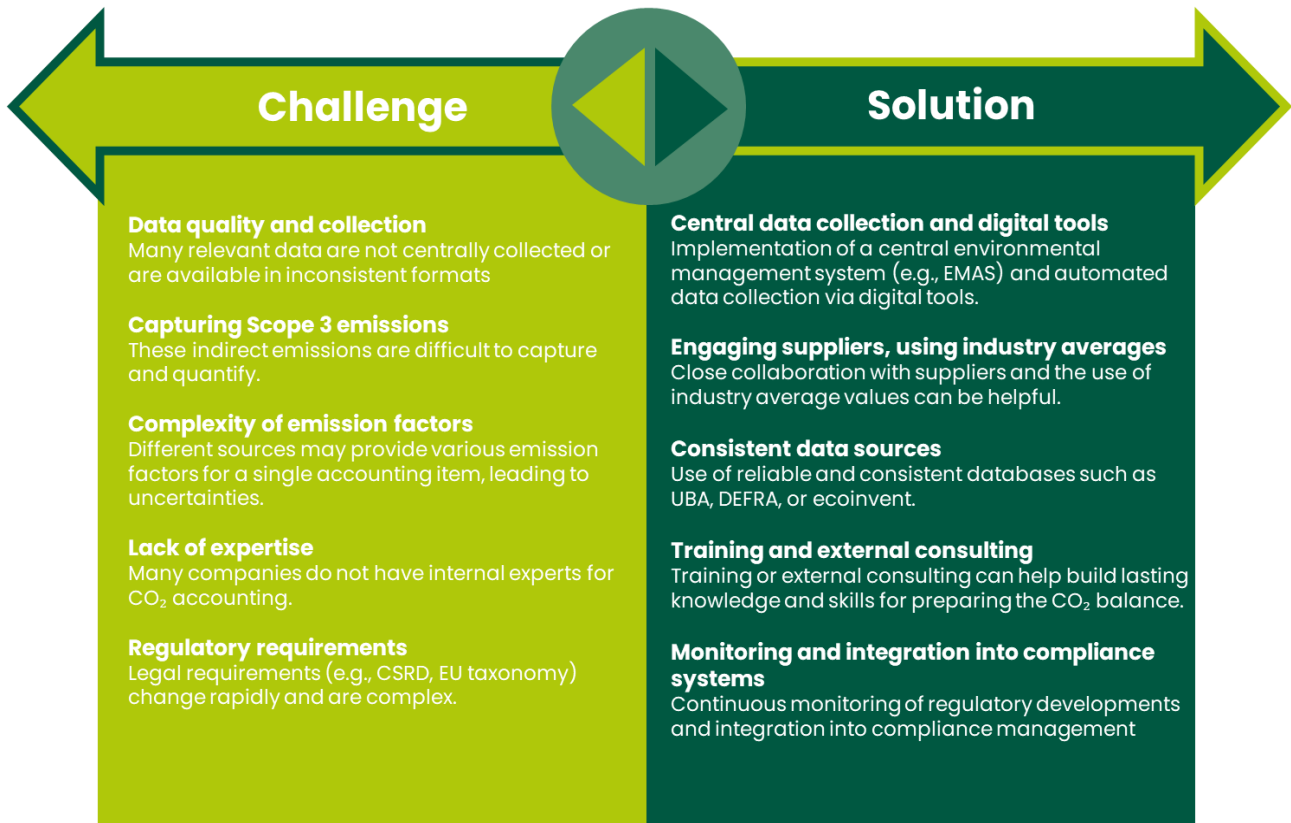 Challenge
Data quality and collection
Many relevant data are not centrally collected or
are available in inconsistent formats
Capturing Scope 3 emissions
These indirect emissions are difficult to capture
and quantify.
Complexity of emission factors
Different sources may provide various emission
factors for a single accounting item, leading to
uncertainties.
Lack of expertise
Many companies do not have internal experts for
CO₂ accounting.
Regulatory requirements
Legal requirements (e.g., CSRD, EU taxonomy)
change rapidly and are complex.
Solution
Central data collection and digital tools
Implementation of a central environmental
management system (e.g., EMAS) and automated
data collection via digital tools.
Engaging suppliers, using industry averages
Close collaboration with suppliers and the use of
industry average values can be helpful.
Consistent data sources
Use of reliable and consistent databases such as
UBA, DEFRA, or ecoinvent.
Training and external consulting
Training or external consulting can help build lasting
knowledge and skills for preparing the CO₂ balance.
Monitoring and integration into compliance
systems
Continuous monitoring of regulatory developments
and integration into compliance management